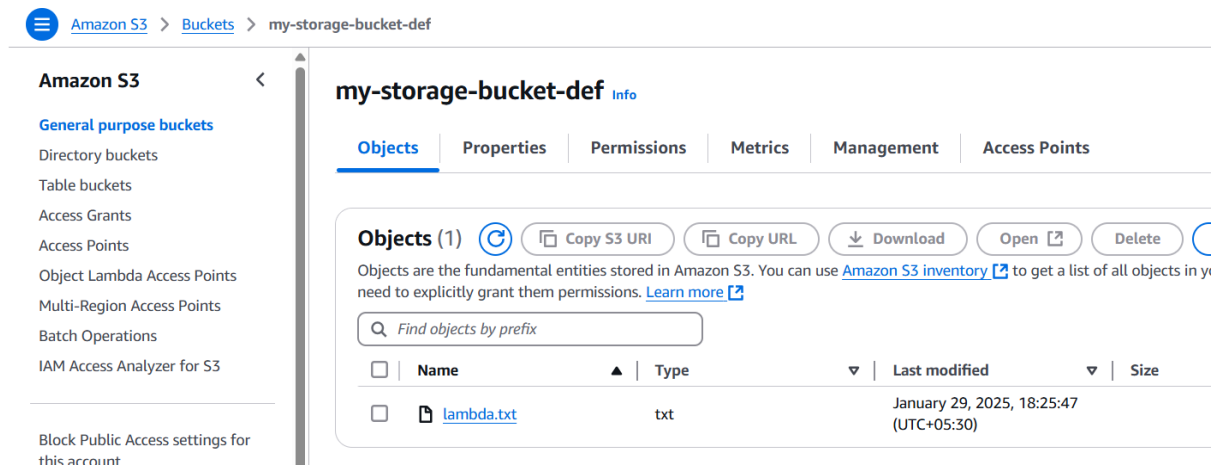 Amazon S3 > Buckets > my-storage-bucket-def
Amazon S3
General purpose buckets
Directory buckets
Table buckets
Access Grants
Access Points
Object Lambda Access Points
Multi-Region Access Points
Batch Operations
IAM Access Analyzer for S3
Block Public Access settings for
this account
my-storage-bucket-def Info
Objects Properties Permissions Metrics Management Access Points
Objects (1) Copy S3 URI Copy URL Download Open Delete
Objects are the fundamental entities stored in Amazon S3. You can use Amazon S3 inventory to get a list of all objects in
need to explicitly grant them permissions. Learn more
Find objects by prefix
Name Type Last modified Size
lambda.txt txt January 29, 2025, 18:25:47
(UTC+05:30)